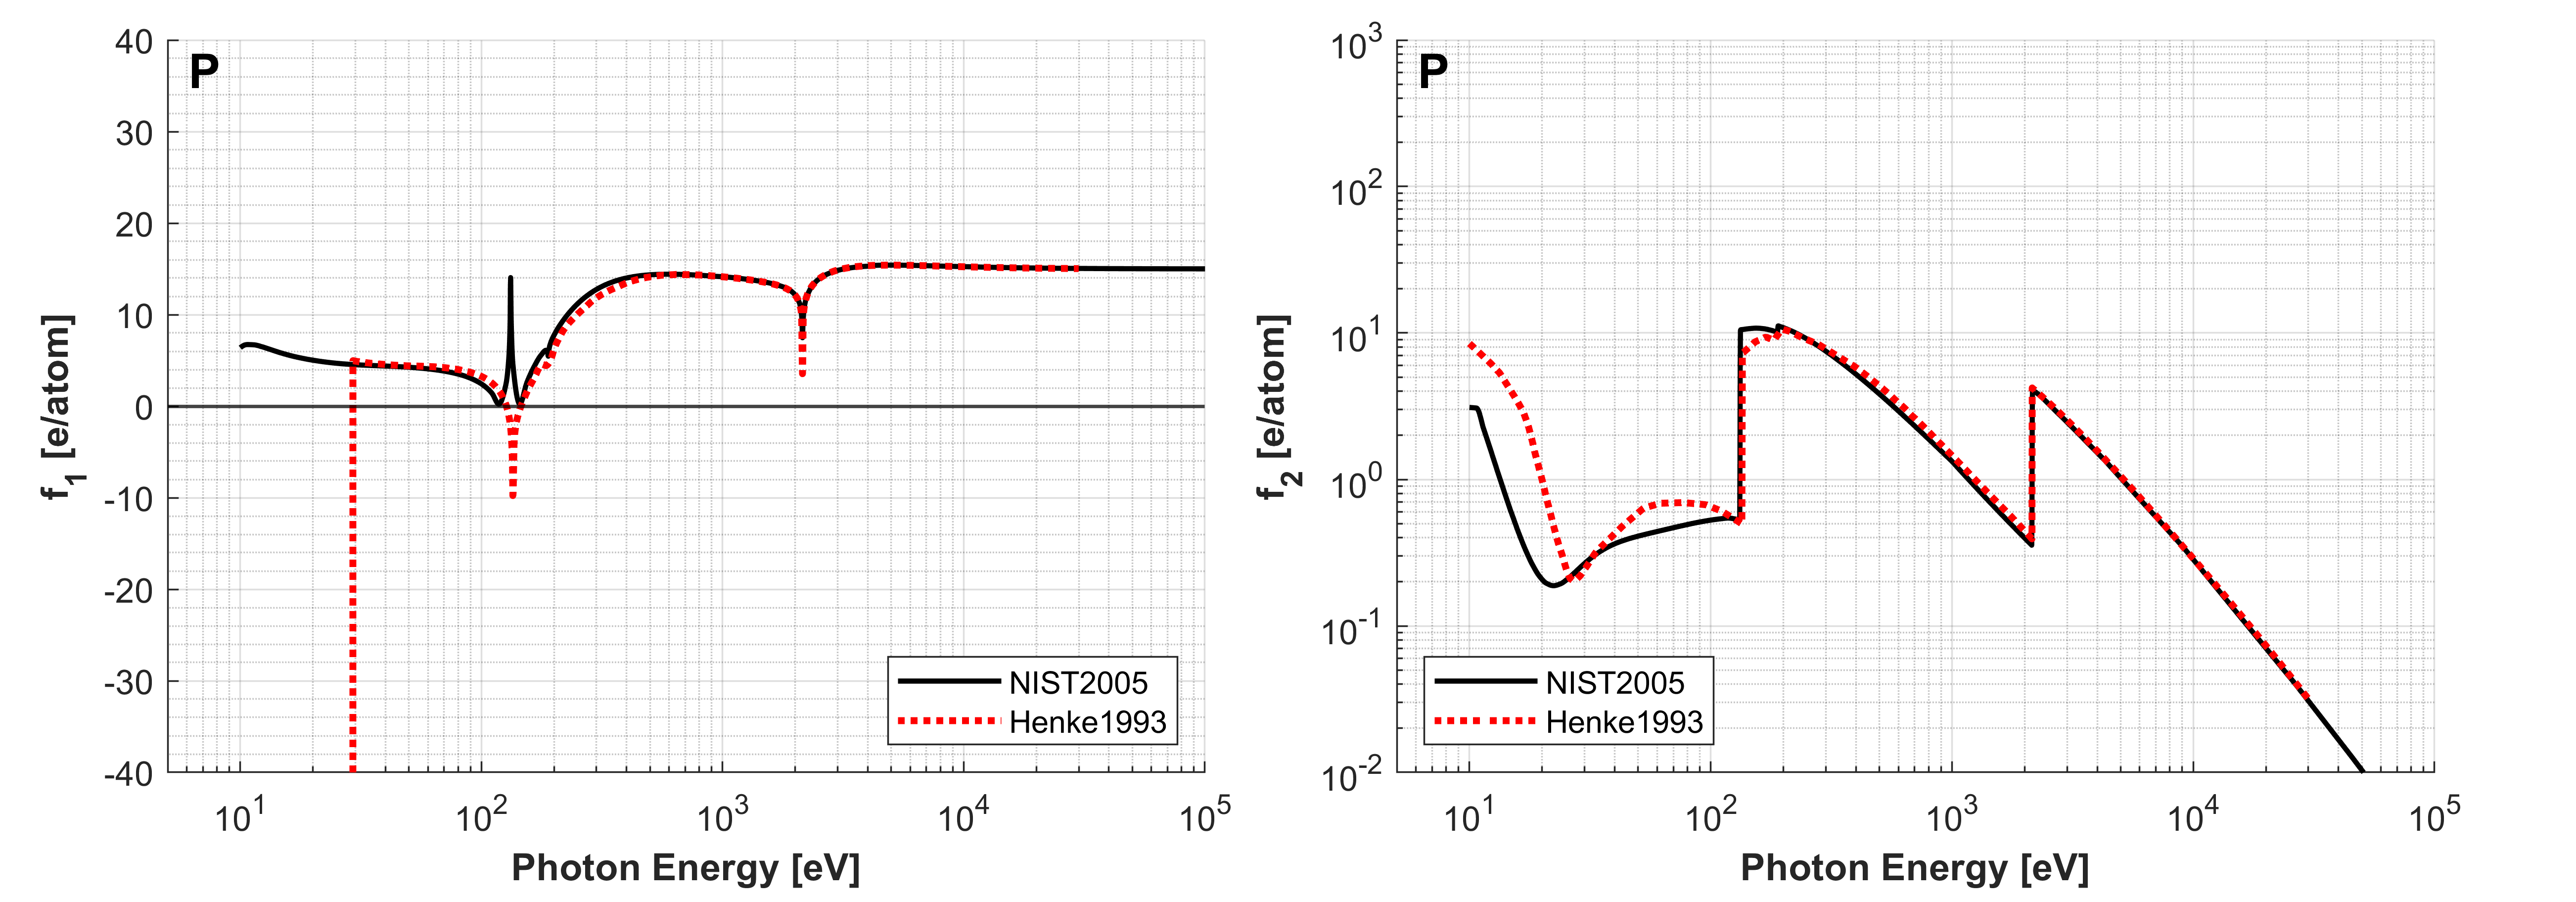 P
40
30
20
10
0
-10
-20
-30
-40
f1 [e/atom]
10^1 10^2 10^3 10^4 10^5
Photon Energy [eV]
NIST2005
Henke1993
P
10^3
10^2
10^1
10^0
10^-1
10^-2
f2 [e/atom]
10^1 10^2 10^3 10^4 10^5
Photon Energy [eV]
NIST2005
Henke1993